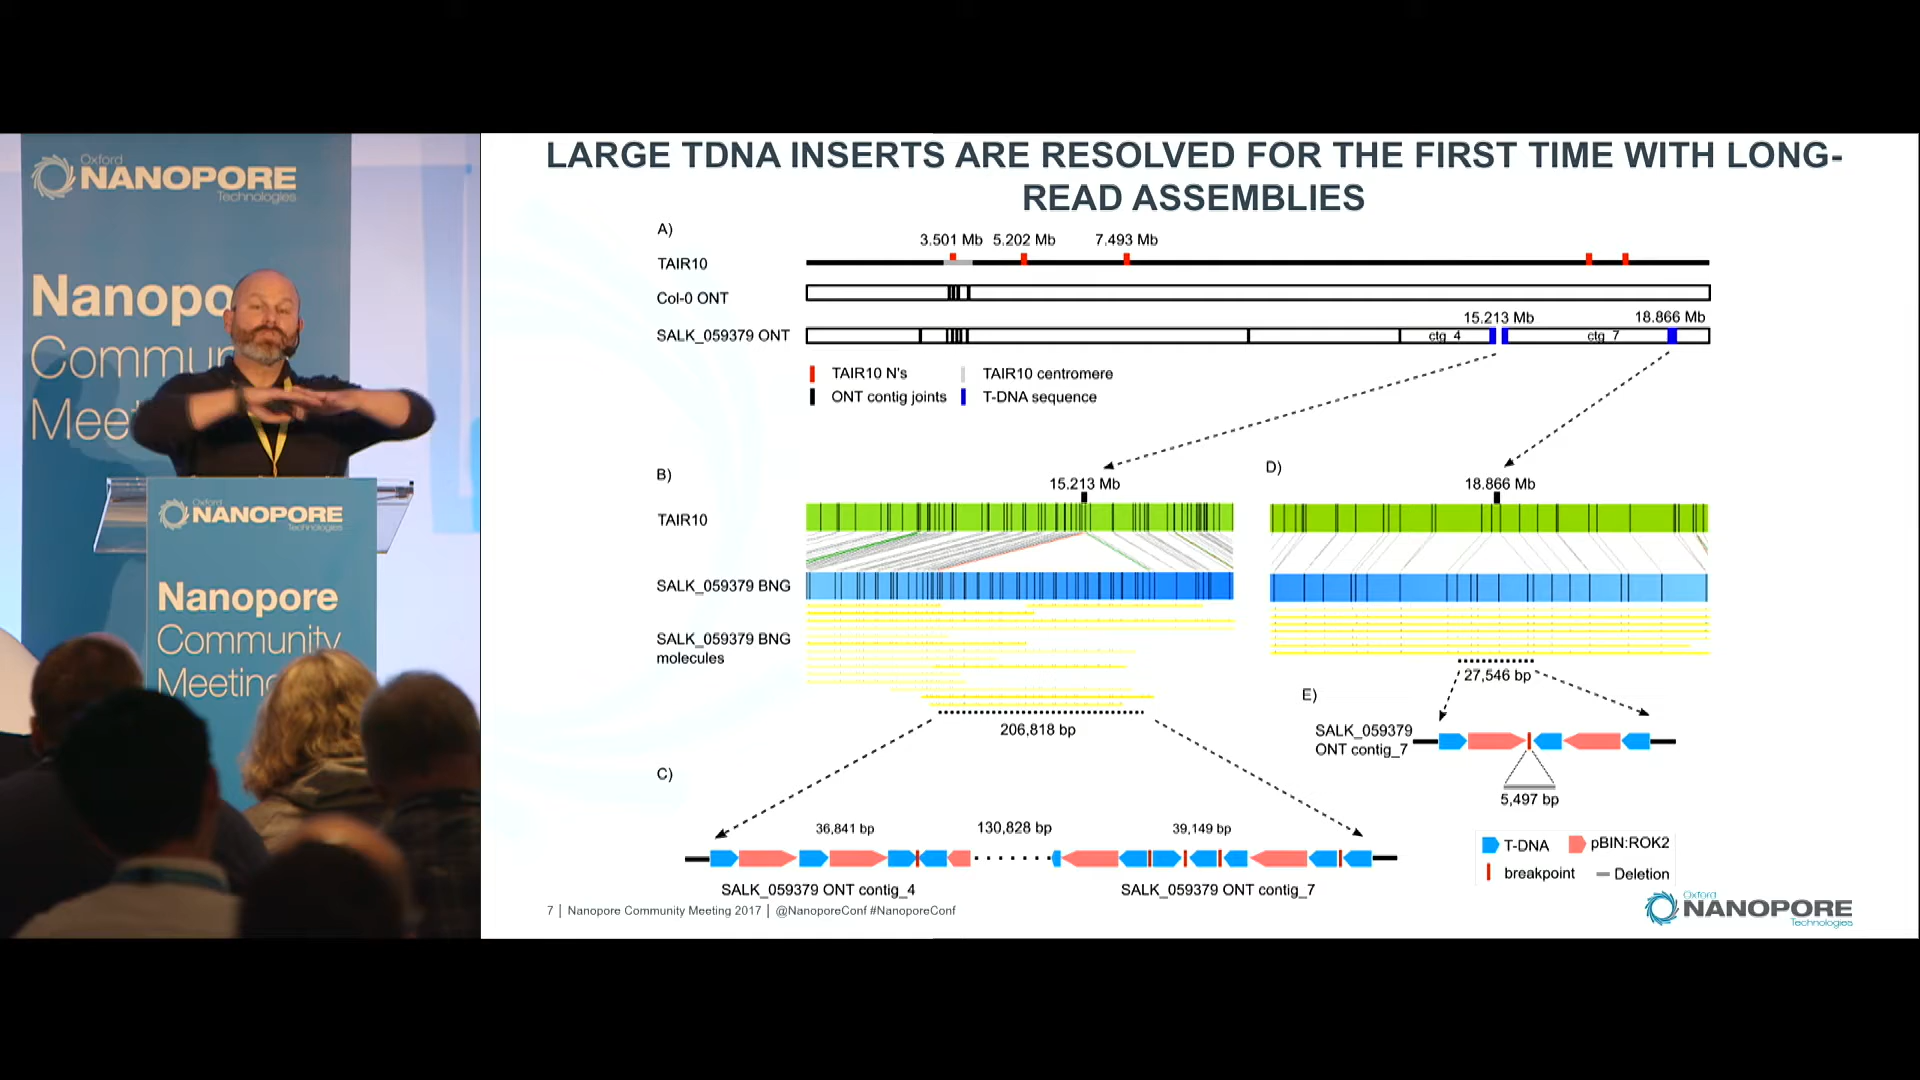 Oxford
NANOPORE
Technologies
Nanopo
Commu
Mee
Oxford
NANOPORE
Technologies
Nanopore
Community
Meeting
LARGE TDNA INSERTS ARE RESOLVED FOR THE FIRST TIME WITH LONG-
READ ASSEMBLIES
A)
3.501 Mb 5.202 Mb 7.493 Mb
TAIR10
Col-0 ONT
15.213 Mb 18.866 Mb
SALK_059379 ONT ctg_4 ctg_7
TAIR10 N's TAIR10 centromere
ONT contig joints T-DNA sequence
B)
15.213 Mb
TAIR10
SALK_059379 BNG
SALK_059379 BNG
molecules
206,818 bp
D)
18.866 Mb
27,546 bp
E)
SALK_059379
ONT contig_7
5,497 bp
C)
36,841 bp 130,828 bp 39,149 bp
SALK_059379 ONT contig_4 SALK_059379 ONT contig_7
T-DNA pBIN:ROK2
breakpoint Deletion
7 | Nanopore Community Meeting 2017 | @NanoporeConf #NanoporeConf
Oxford
NANOPORE
Technologies